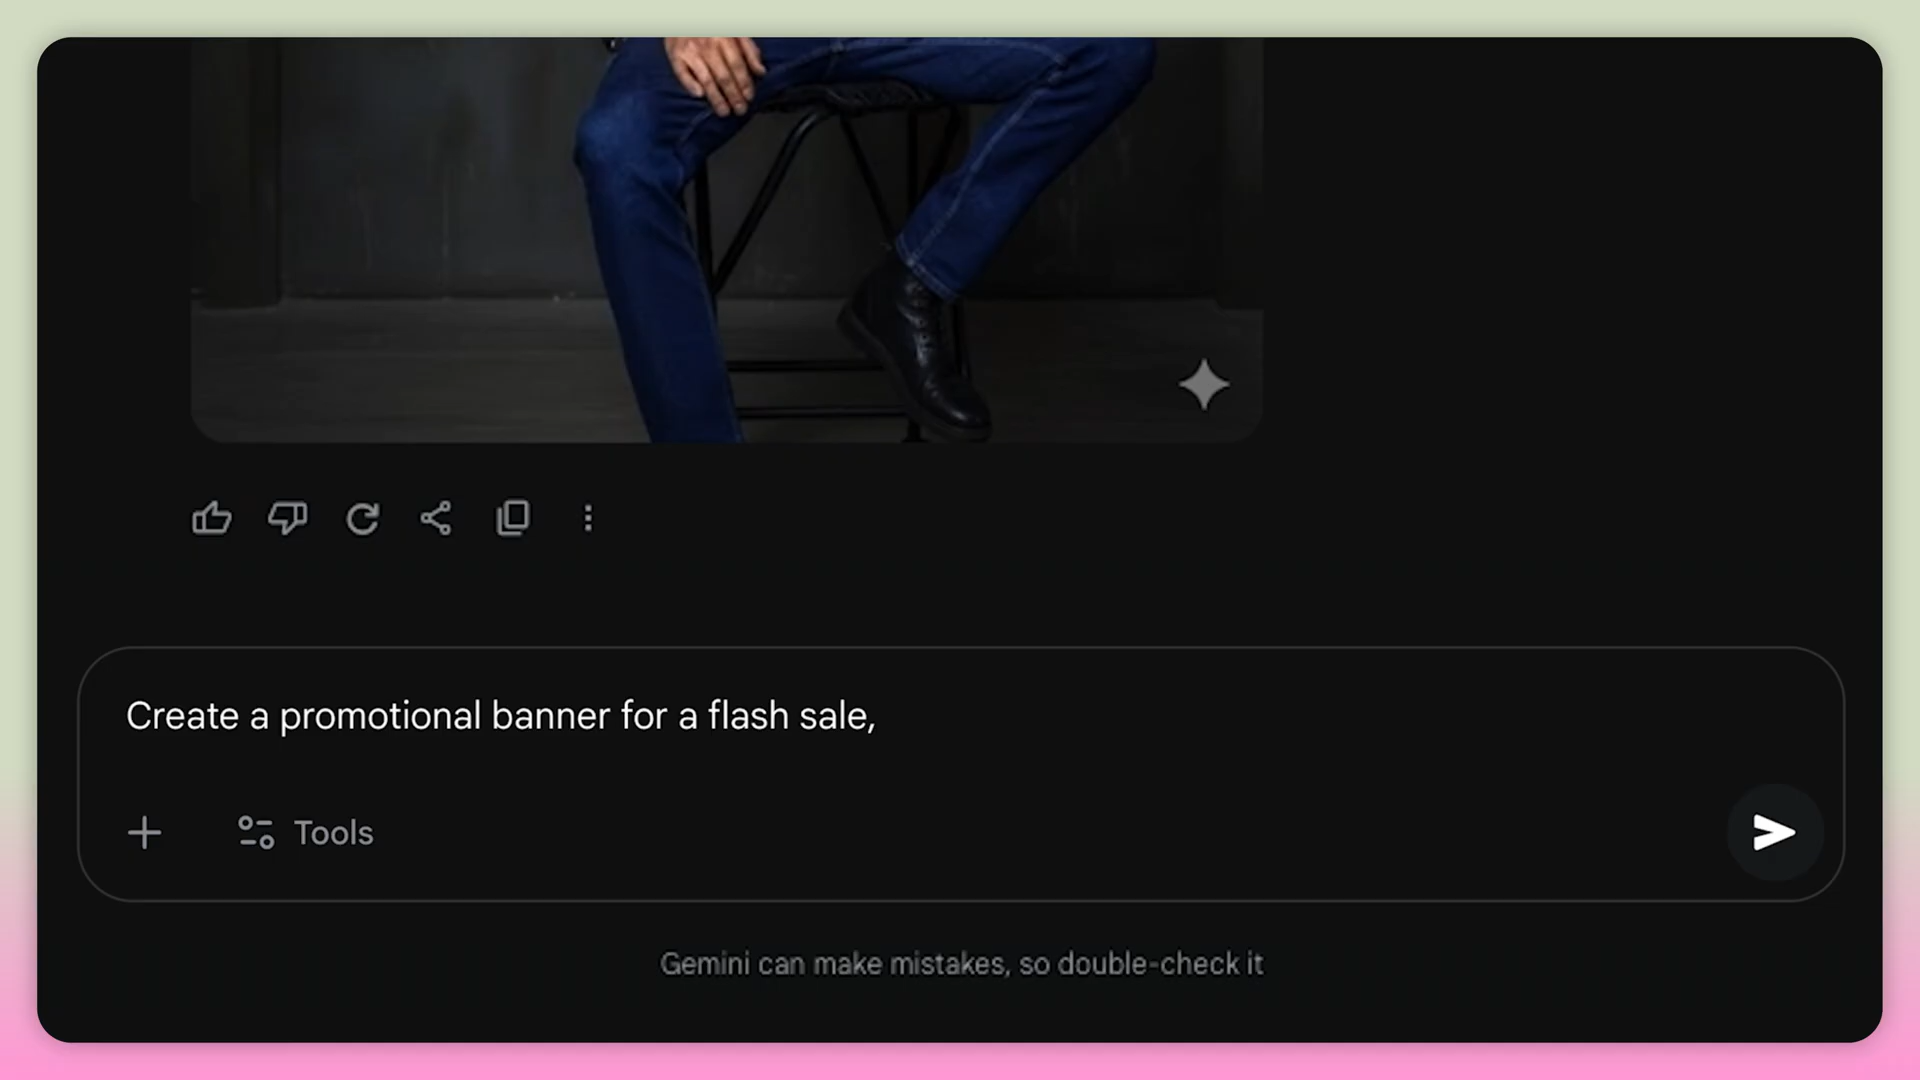 Create a promotional banner for a flash sale,
Tools
Gemini can make mistakes, so double-check it